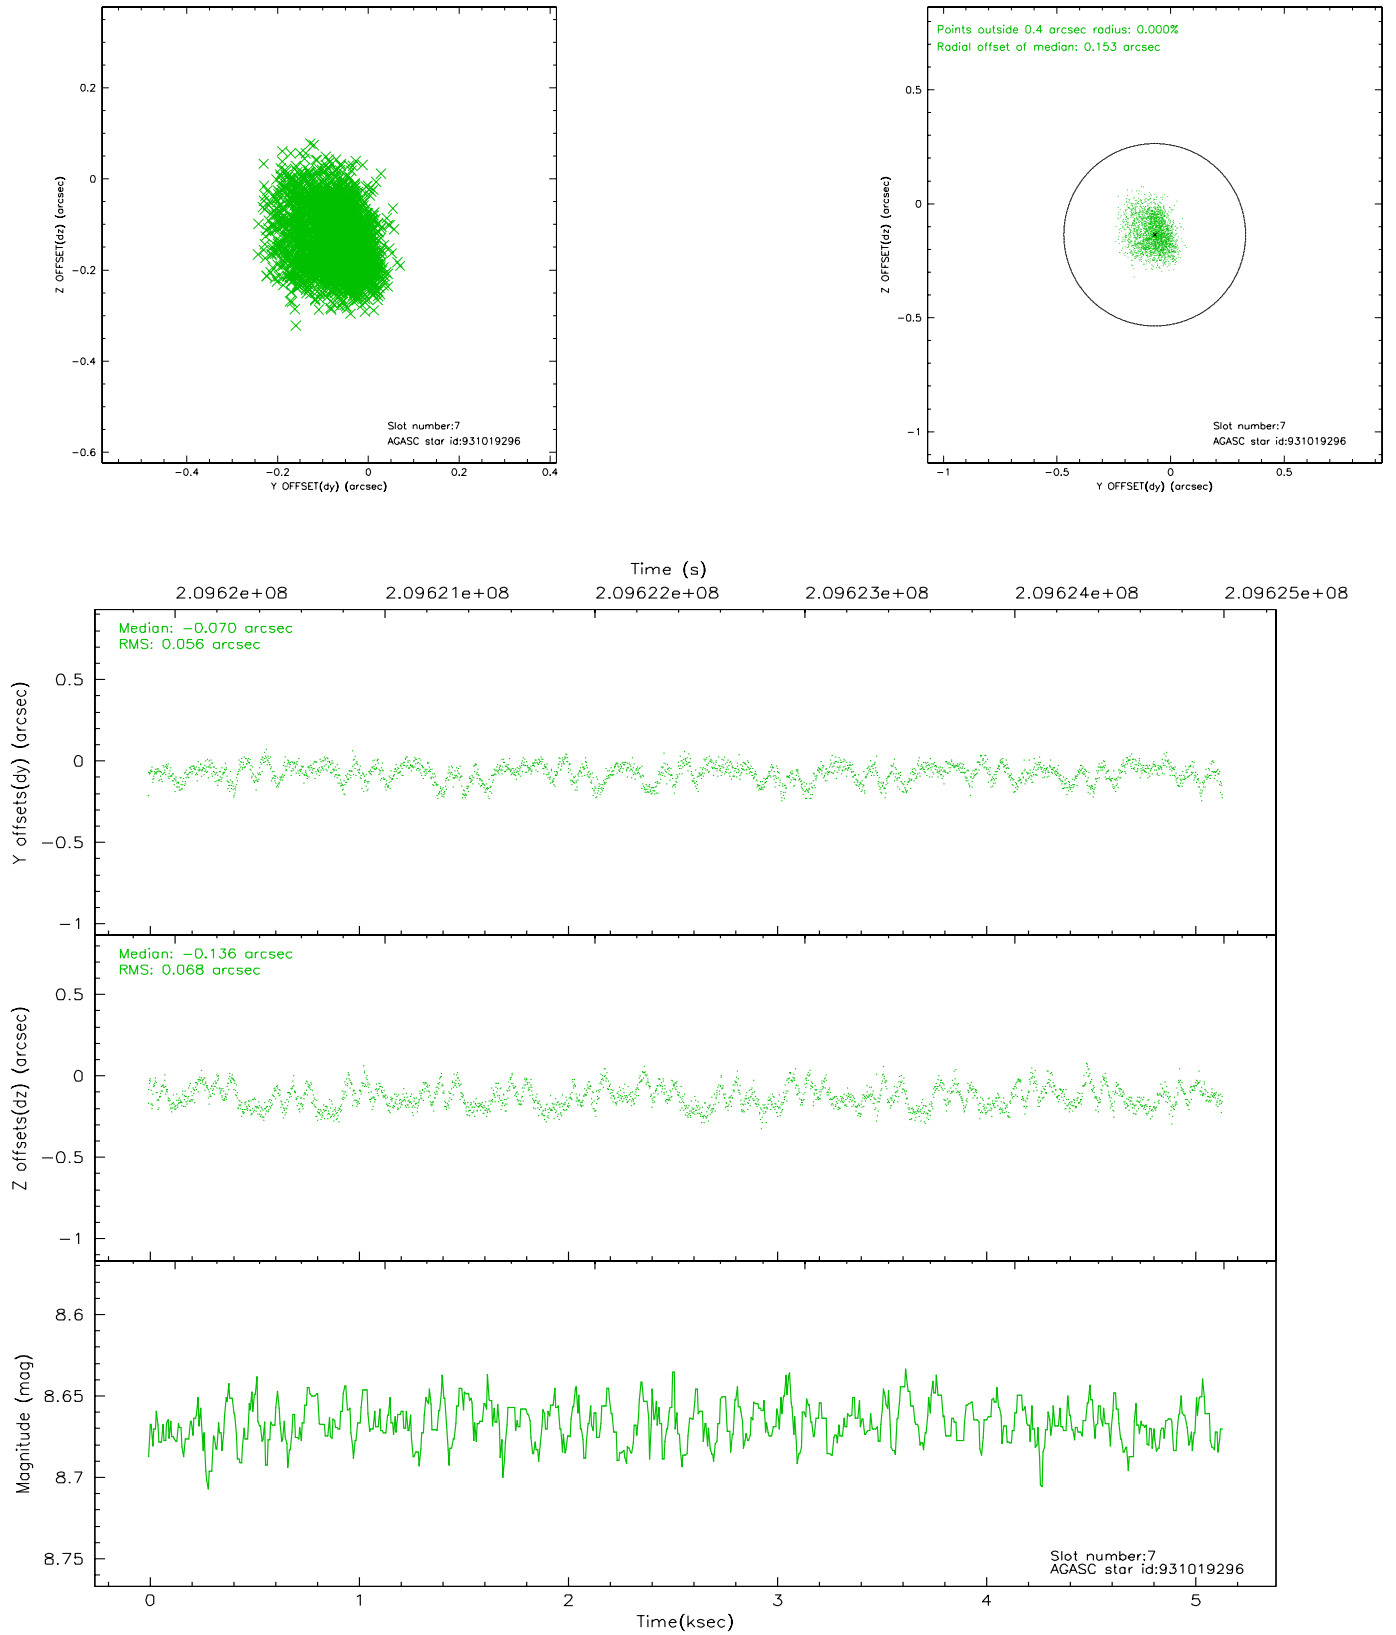 0.2
0
-0.2
-0.4
-0.6
-0.4
-0.2
0
0.2
0.4
Z OFFSET(dz) (arcsec)
Y OFFSET(dy) (arcsec)
Slot number:7
AGASC star id:931019296
Points outside 0.4 arcsec radius: 0.000%
Radial offset of median: 0.153 arcsec
0.5
0
-0.5
-1
-1
-0.5
0
0.5
Z OFFSET(dz) (arcsec)
Y OFFSET(dy) (arcsec)
Slot number:7
AGASC star id:931019296
Time (s)
2.0962e+08
2.09621e+08
2.09622e+08
2.09623e+08
2.09624e+08
2.09625e+08
Median: -0.070 arcsec
RMS: 0.056 arcsec
0.5
0
-0.5
-1
Y offsets(dy) (arcsec)
Median: -0.136 arcsec
RMS: 0.068 arcsec
0.5
0
-0.5
-1
Z offsets(dz) (arcsec)
8.6
8.65
8.7
8.75
Magnitude (mag)
Slot number:7
AGASC star id:931019296
0
1
2
3
4
5
Time(ksec)